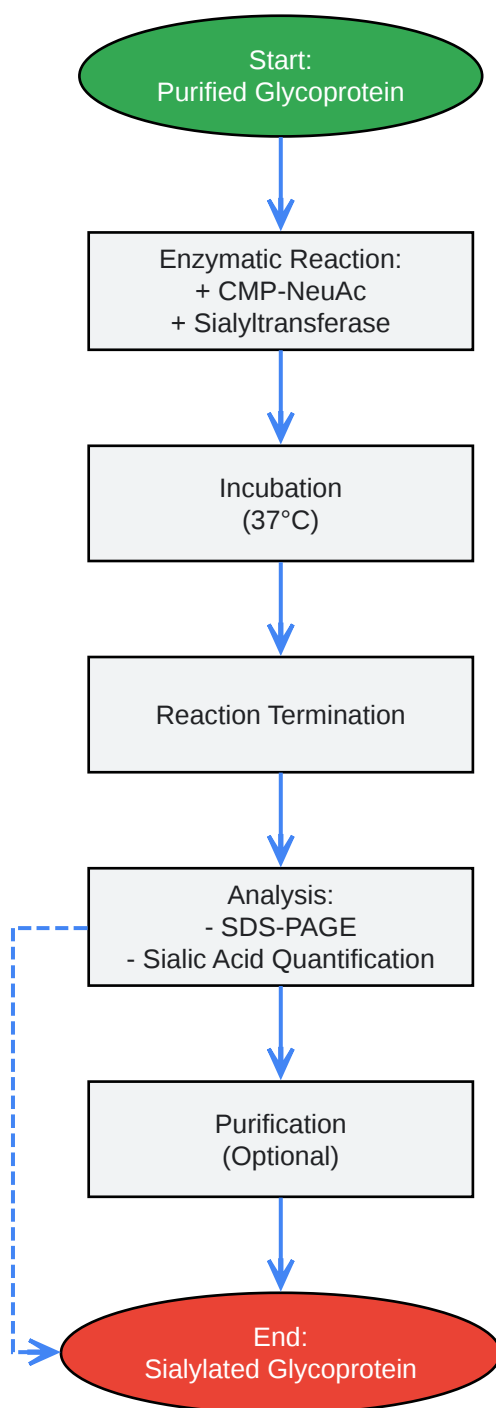 Start:
Purified Glycoprotein
Enzymatic Reaction:
+ CMP-NeuAc
+ Sialyltransferase
Incubation
(37°C)
Reaction Termination
Analysis:
- SDS-PAGE
- Sialic Acid Quantification
Purification
(Optional)
End:
Sialylated Glycoprotein